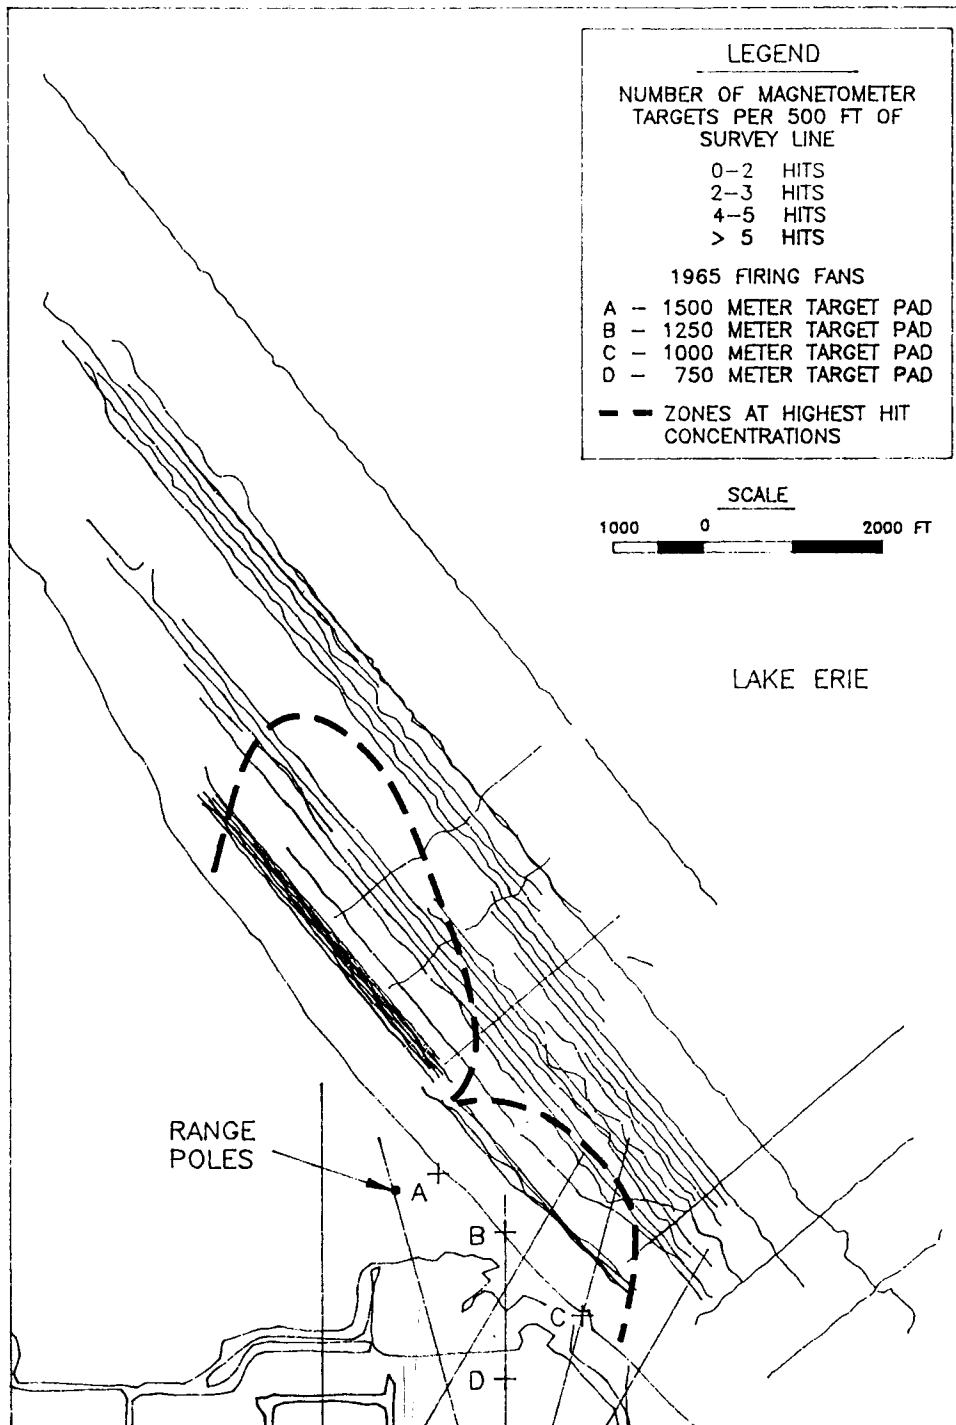 LEGEND
NUMBER OF MAGNETOMETER
TARGETS PER 500 FT OF
SURVEY LINE
0-2 HITS
2-3 HITS
4-5 HITS
> 5 HITS
1965 FIRING FANS
A - 1500 METER TARGET PAD
B - 1250 METER TARGET PAD
C - 1000 METER TARGET PAD
D - 750 METER TARGET PAD
ZONES AT HIGHEST HIT
CONCENTRATIONS
SCALE
1000 0 2000 FT
LAKE ERIE
RANGE
POLES
A
B
C
D